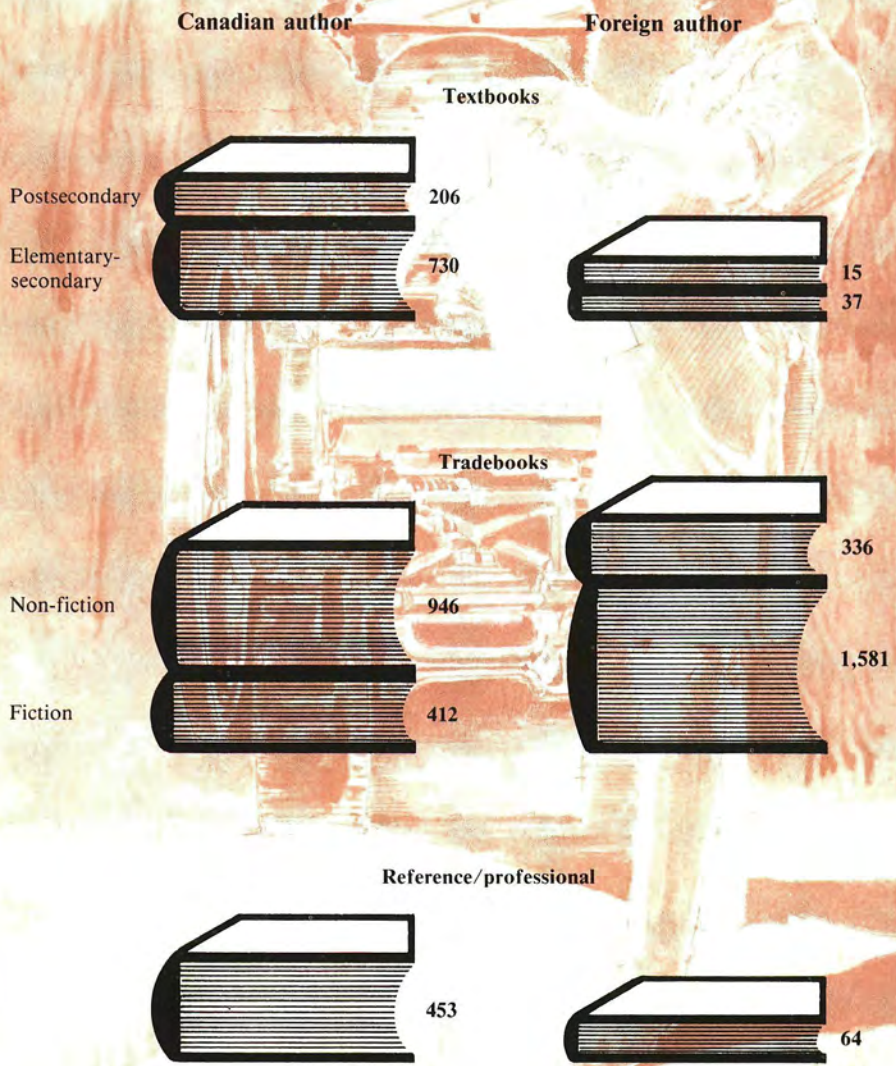 Canadian author
Foreign author
Textbooks
Postsecondary
206
Elementary-
secondary
730
15
37
Tradebooks
336
Non-fiction
946
1,581
Fiction
412
Reference/professional
453
64